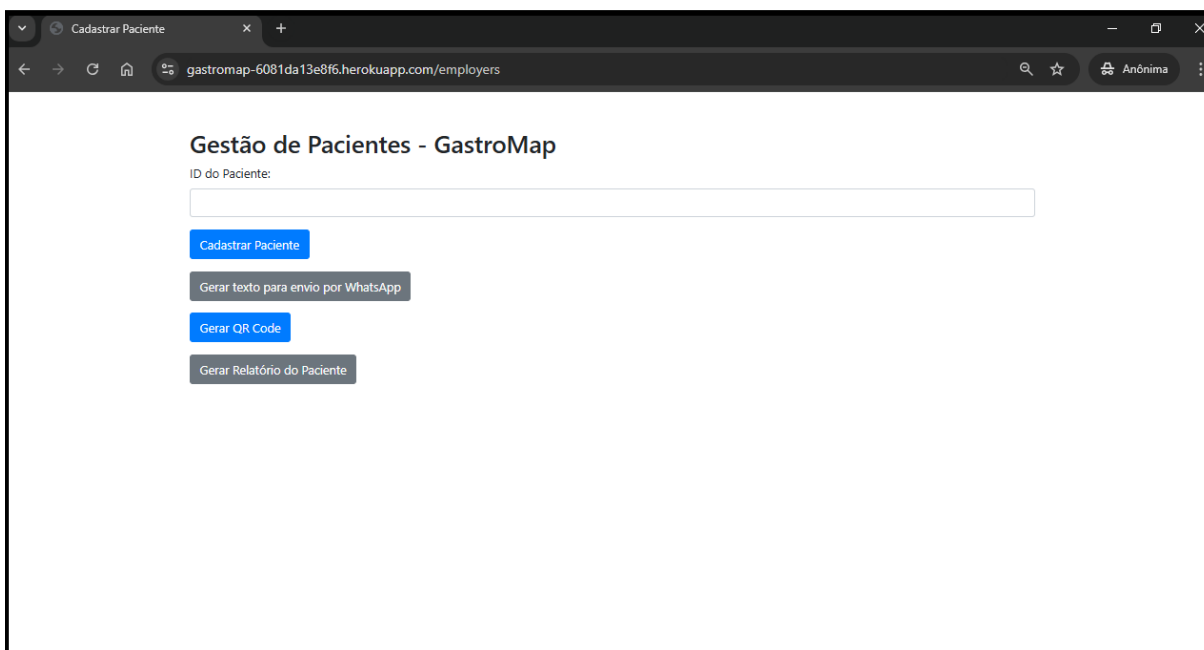 Cadastrar Paciente
gastromap-6081da13e8f6.herokuapp.com/employers
Anônima
Gestão de Pacientes - GastroMap
ID do Paciente:
Cadastrar Paciente
Gerar texto para envio por WhatsApp
Gerar QR Code
Gerar Relatório do Paciente